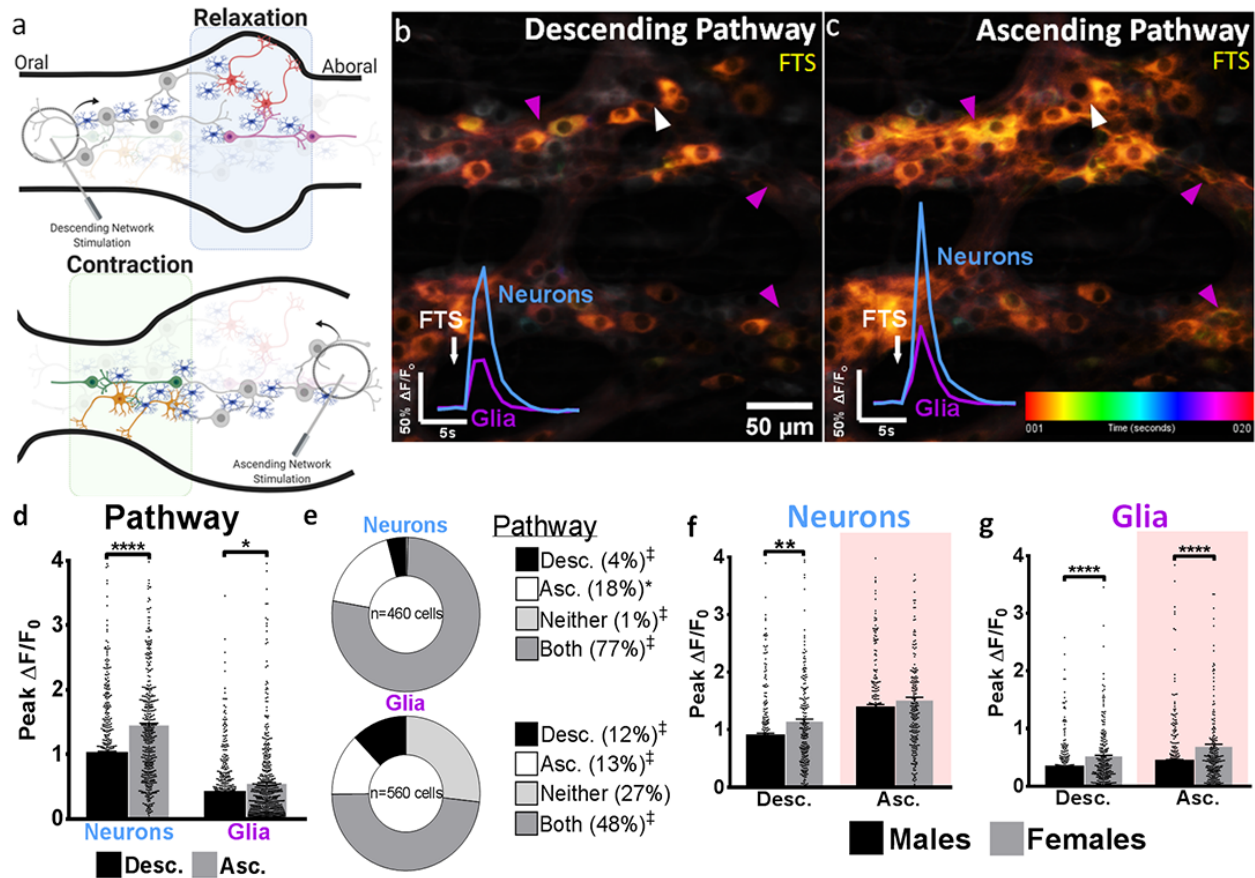 a
Relaxation
Oral
Aboral
Descending Network
Stimulation
Contraction
Ascending Network
Stimulation
b
Descending Pathway
FTS
Neurons
FTS
Glia
50% ΔF/Fo
5s
50 µm
c
Ascending Pathway
FTS
Neurons
FTS
Glia
50% ΔF/Fo
5s
001
Time (seconds)
020
d
Pathway
Peak ΔF/F0
4
3
2
1
0
****
*
Neurons
Glia
Desc.
Asc.
e
Neurons
n=460 cells
Pathway
Desc. (4%)‡
Asc. (18%)*
Neither (1%)‡
Both (77%)‡
Glia
n=560 cells
Desc. (12%)‡
Asc. (13%)‡
Neither (27%)
Both (48%)‡
f
Neurons
Peak ΔF/F0
4
3
2
1
0
**
Desc.
Asc.
g
Glia
Peak ΔF/F0
4
3
2
1
0
****
****
Desc.
Asc.
Males
Females